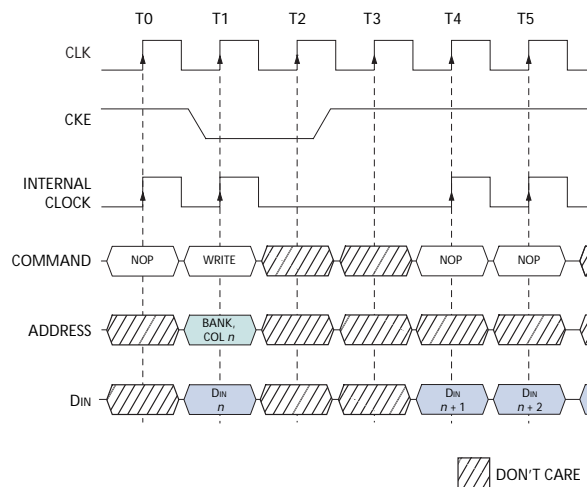 T0 T1 T2 T3 T4 T5
CLK
CKE
INTERNAL
CLOCK
COMMAND NOP WRITE NOP NOP
ADDRESS BANK,
COL n
DIN DIN
n DIN
n + 1 DIN
n + 2
DON'T CARE